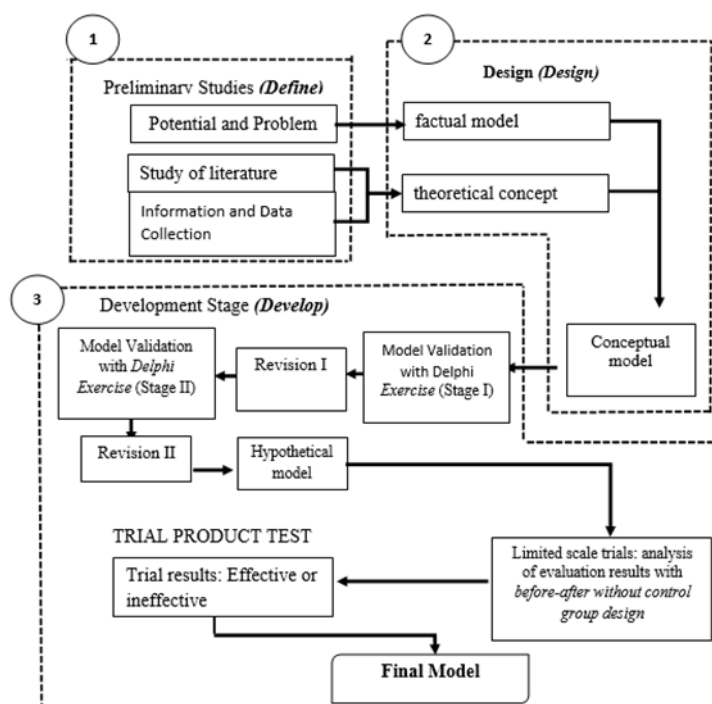 1
Preliminary Studies (Define)
Potential and Problem
Study of literature
Information and Data
Collection
2
Design (Design)
factual model
theoretical concept
Conceptual
model
3
Development Stage (Develop)
Model Validation
with Delphi
Exercise (Stage I)
Revision I
Model Validation
with Delphi
Exercise (Stage II)
Revision II
Hypothetical
model
Limited scale trials: analysis
of evaluation results with
before-after without control
group design
TRIAL PRODUCT TEST
Trial results: Effective or
ineffective
Final Model